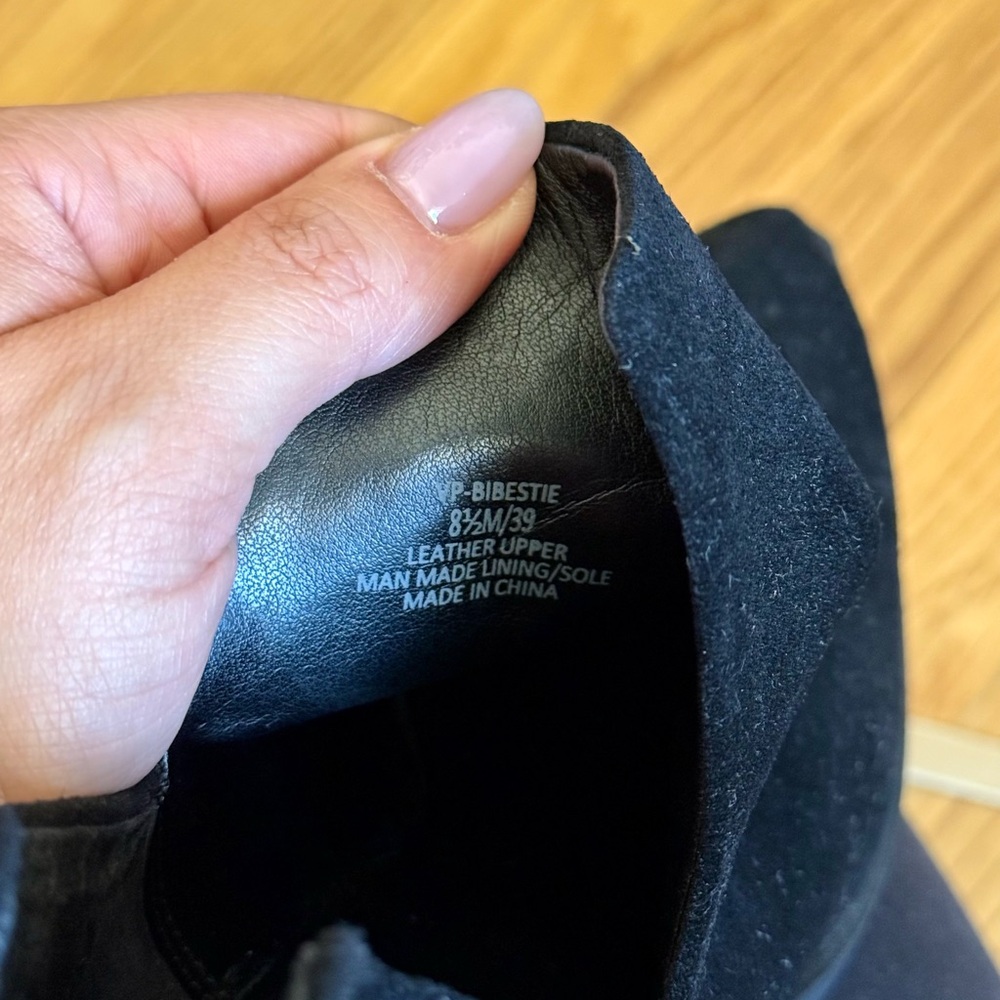 VP-BIBESTIE
8½M/39
LEATHER UPPER
MAN MADE LINING/SOLE
MADE IN CHINA